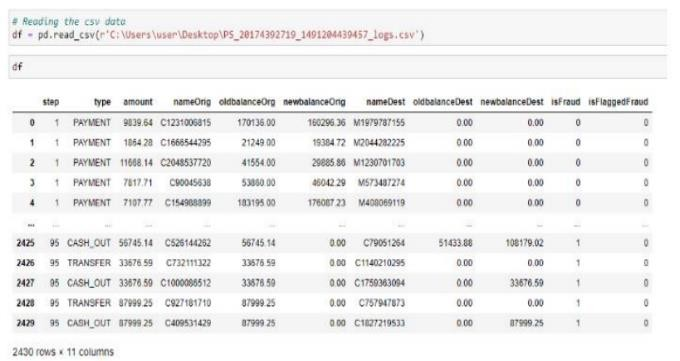 # Reading the csv data
df = pd.read_csv(r'C:\Users\user\Desktop\PS_20174392719_1491204439457_logs.csv')
df
step type amount nameOrig oldbalanceOrg newbalanceOrig nameDest oldbalanceDest newbalanceDest isFraud isFlaggedFraud
0 1 PAYMENT 9839.64 C1231006815 170136.00 160296.36 M1979787155 0.00 0.00 0 0
1 1 PAYMENT 1864.28 C1666544295 21249.00 19384.72 M2044282225 0.00 0.00 0 0
2 1 PAYMENT 11668.14 C2048537720 41554.00 29885.86 M1230701703 0.00 0.00 0 0
3 1 PAYMENT 7817.71 C90045638 53860.00 46042.29 M573487274 0.00 0.00 0 0
4 1 PAYMENT 7107.77 C154988899 183195.00 176087.23 M408069119 0.00 0.00 0 0
... ... ... ... ... ... ... ... ... ... ... ...
2425 95 CASH_OUT 56745.14 C526144262 56745.14 0.00 C79051264 51433.88 108179.02 1 0
2426 95 TRANSFER 33676.59 C732111322 33676.59 0.00 C1140210295 0.00 0.00 1 0
2427 95 CASH_OUT 33676.59 C1000086512 33676.59 0.00 C1759363094 0.00 33676.59 1 0
2428 95 TRANSFER 87999.25 C927181710 87999.25 0.00 C757947873 0.00 0.00 1 0
2429 95 CASH_OUT 87999.25 C409531429 87999.25 0.00 C1827219533 0.00 87999.25 1 0
2430 rows × 11 columns